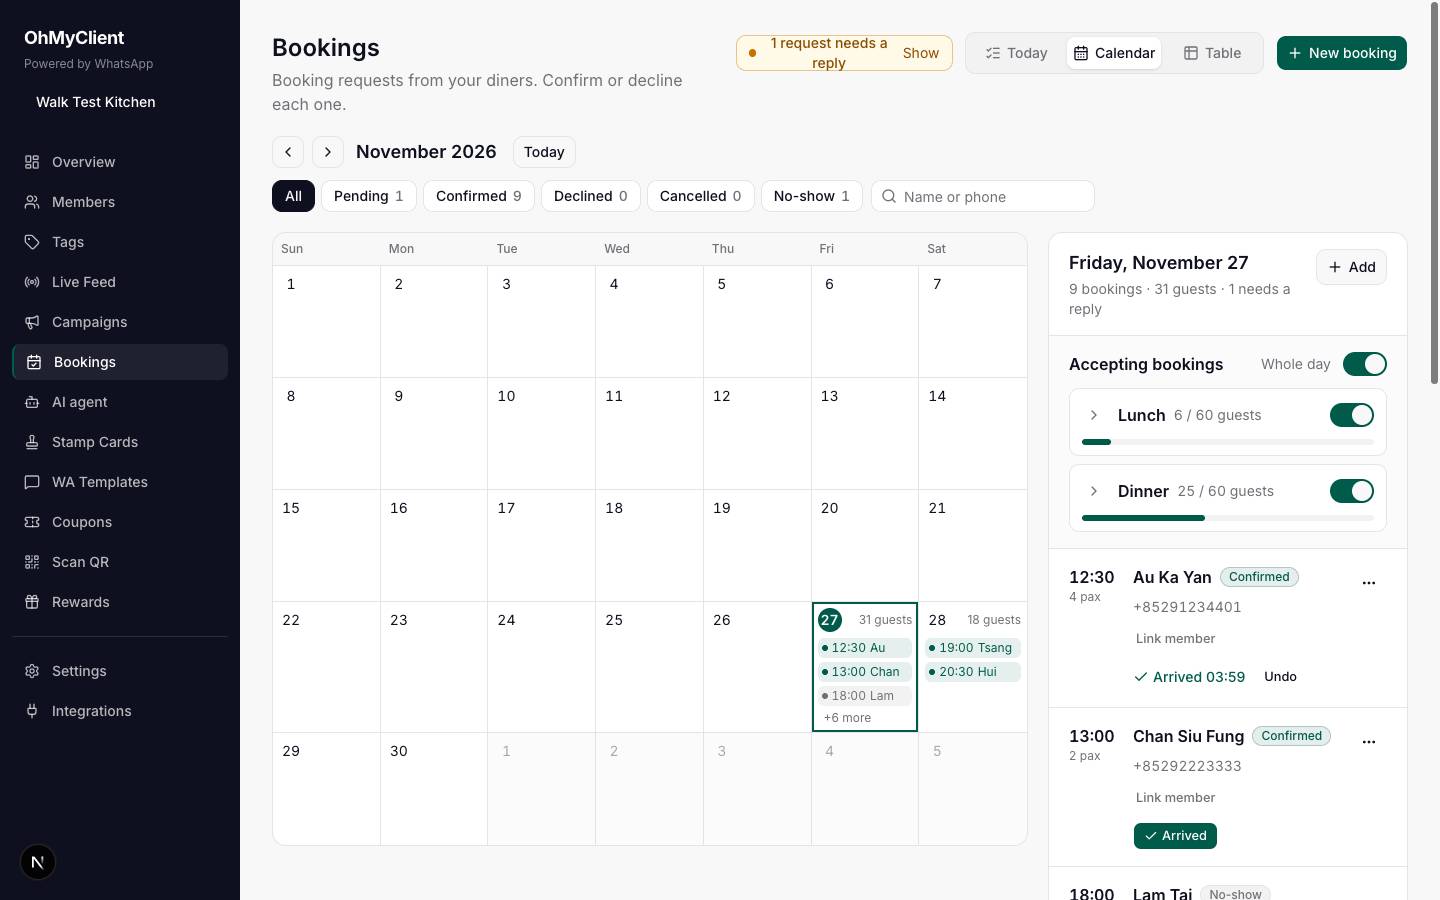 OhMyClient
Powered by WhatsApp
Walk Test Kitchen
Overview
Members
Tags
Live Feed
Campaigns
Bookings
AI agent
Stamp Cards
WA Templates
Coupons
Scan QR
Rewards
Settings
Integrations
N
Bookings
Booking requests from your diners. Confirm or decline
each one.
1 request needs a
reply
Show
Today
Calendar
Table
New booking
November 2026
Today
All
Pending 1
Confirmed 9
Declined 0
Cancelled 0
No-show 1
Name or phone
Sun Mon Tue Wed Thu Fri Sat
1 2 3 4 5 6 7
8 9 10 11 12 13 14
15 16 17 18 19 20 21
22 23 24 25 26
27 31 guests
12:30 Au
13:00 Chan
18:00 Lam
+6 more
28 18 guests
19:00 Tsang
20:30 Hui
29 30 1 2 3 4 5
Friday, November 27
9 bookings · 31 guests · 1 needs a
reply
Add
Accepting bookings
Whole day
Lunch 6 / 60 guests
Dinner 25 / 60 guests
12:30 Au Ka Yan Confirmed ...
4 pax
+85291234401
Link member
Arrived 03:59 Undo
13:00 Chan Siu Fung Confirmed ...
2 pax
+85292223333
Link member
Arrived
18:00 Lam Tai No-show